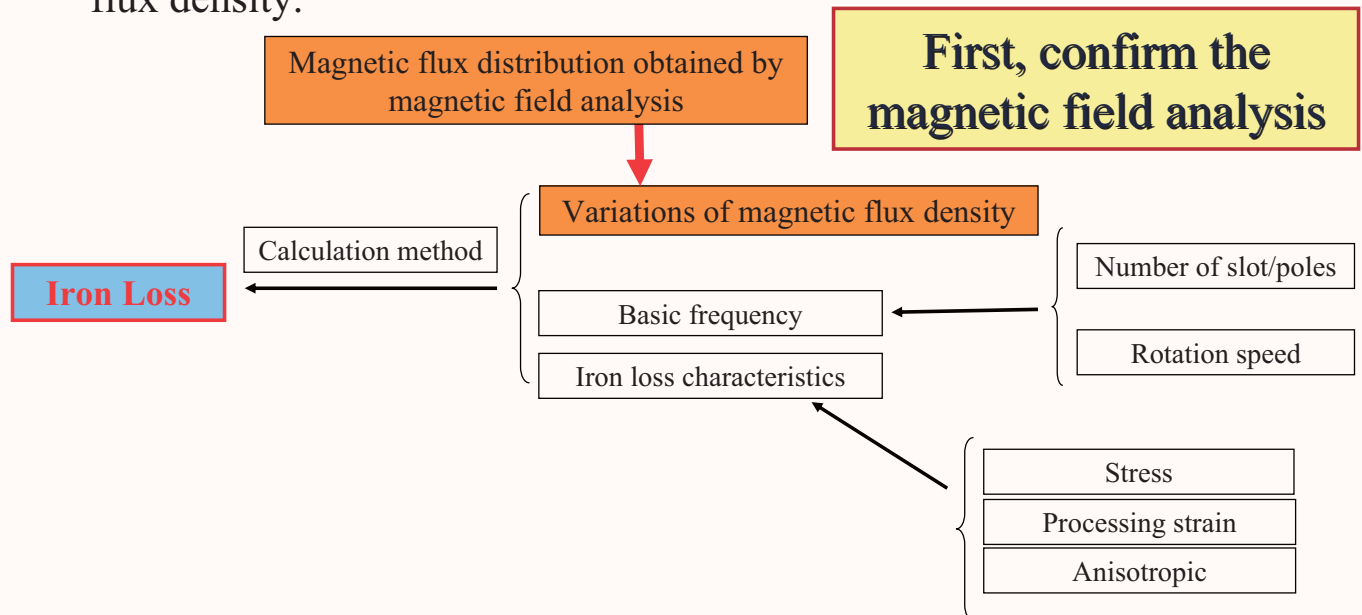 flux density.
Magnetic flux distribution obtained by
magnetic field analysis
First, confirm the
magnetic field analysis
Variations of magnetic flux density
Calculation method
Iron Loss
Number of slot/poles
Basic frequency
Rotation speed
Iron loss characteristics
Stress
Processing strain
Anisotropic